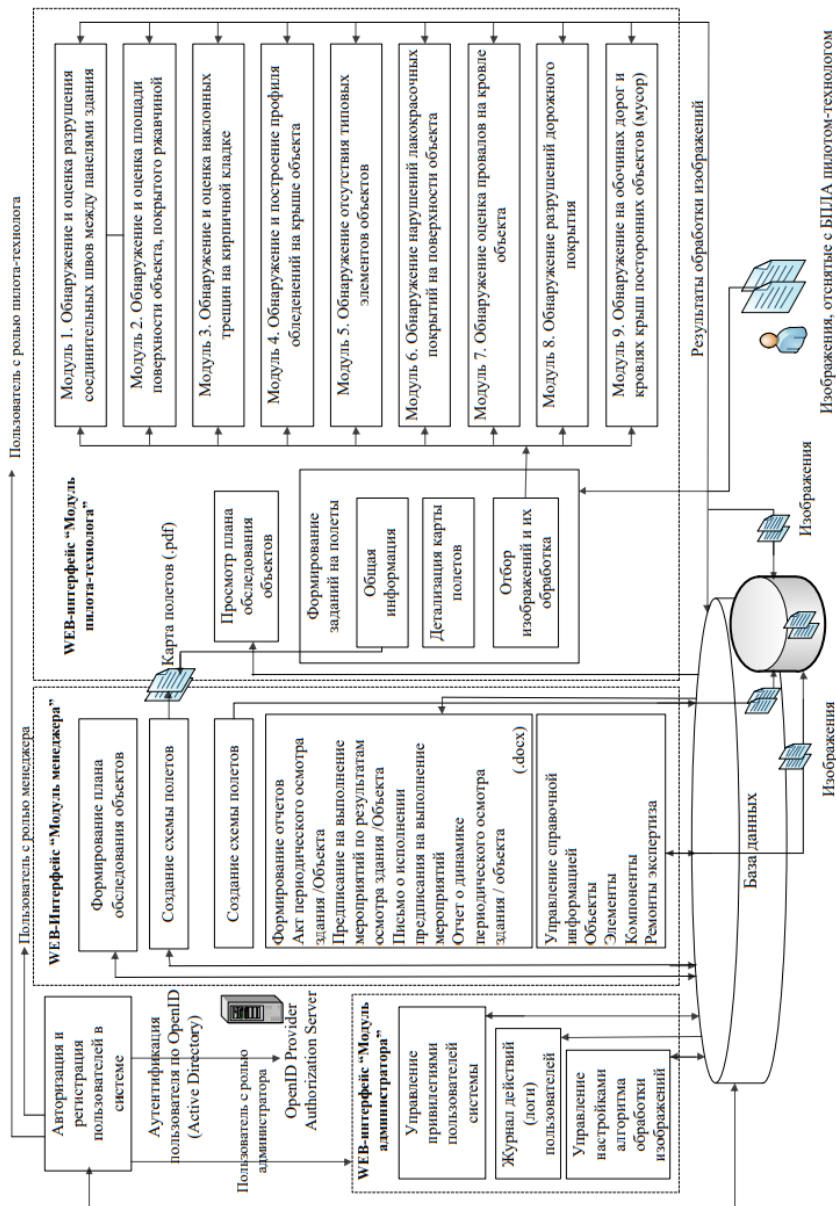 Авторизация и
регистрация
пользователей в
системе
Аутентификация
пользователя по OpenID
(Active Directory)
Пользователь с ролью
администратора
OpenID Provider
Authorization Server
WEB-интерфейс “Модуль
администратора”
Управление
привилегиями
пользователей
системы
Журнал действий
(логи)
пользователей
Управление
настройками
алгоритма
обработки
изображений
Пользователь с ролью менеджера
WEB-Интерфейс “Модуль менеджера”
Формирование плана
обследования объектов
Создание схемы полетов
Создание схемы полетов
Формирование отчетов
Акт периодического осмотра
здания /Объекта
Предписание на выполнение
мероприятий по результатам
осмотра здания /Объекта
Письмо о исполнении
предписания на выполнение
мероприятий
Отчет о динамике
периодического осмотра
здания / объекта
(.docx)
Управление справочной
информацией
Объекты
Элементы
Компоненты
Ремонты экспертиза
Карта полетов (.pdf)
Пользователь с ролью пилота-технолога
WEB-интерфейс “Модуль
пилота-технолога”
Просмотр плана
обследования
объектов
Формирование
заданий на полеты
Общая
информация
Детализация карты
полетов
Отбор
изображений и их
обработка
Модуль 1. Обнаружение и оценка разрушения
соединительных швов между панелями здания
Модуль 2. Обнаружение и оценка площади
поверхности объекта, покрытого ржавчиной
Модуль 3. Обнаружение и оценка наклонных
трещин на кирпичной кладке
Модуль 4. Обнаружение и построение профиля
обледенений на крыше объекта
Модуль 5. Обнаружение отсутствия типовых
элементов объектов
Модуль 6. Обнаружение нарушений лакокрасочных
покрытий на поверхности объекта
Модуль 7. Обнаружение оценка провалов на кровле
объекта
Модуль 8. Обнаружение разрушений дорожного
покрытия
Модуль 9. Обнаружение на обочинах дорог и
кровлях крыш посторонних объектов (мусор)
Результаты обработки изображений
База данных
Изображения
Изображения
Изображения, отснятые с БПЛА пилотом-технологом